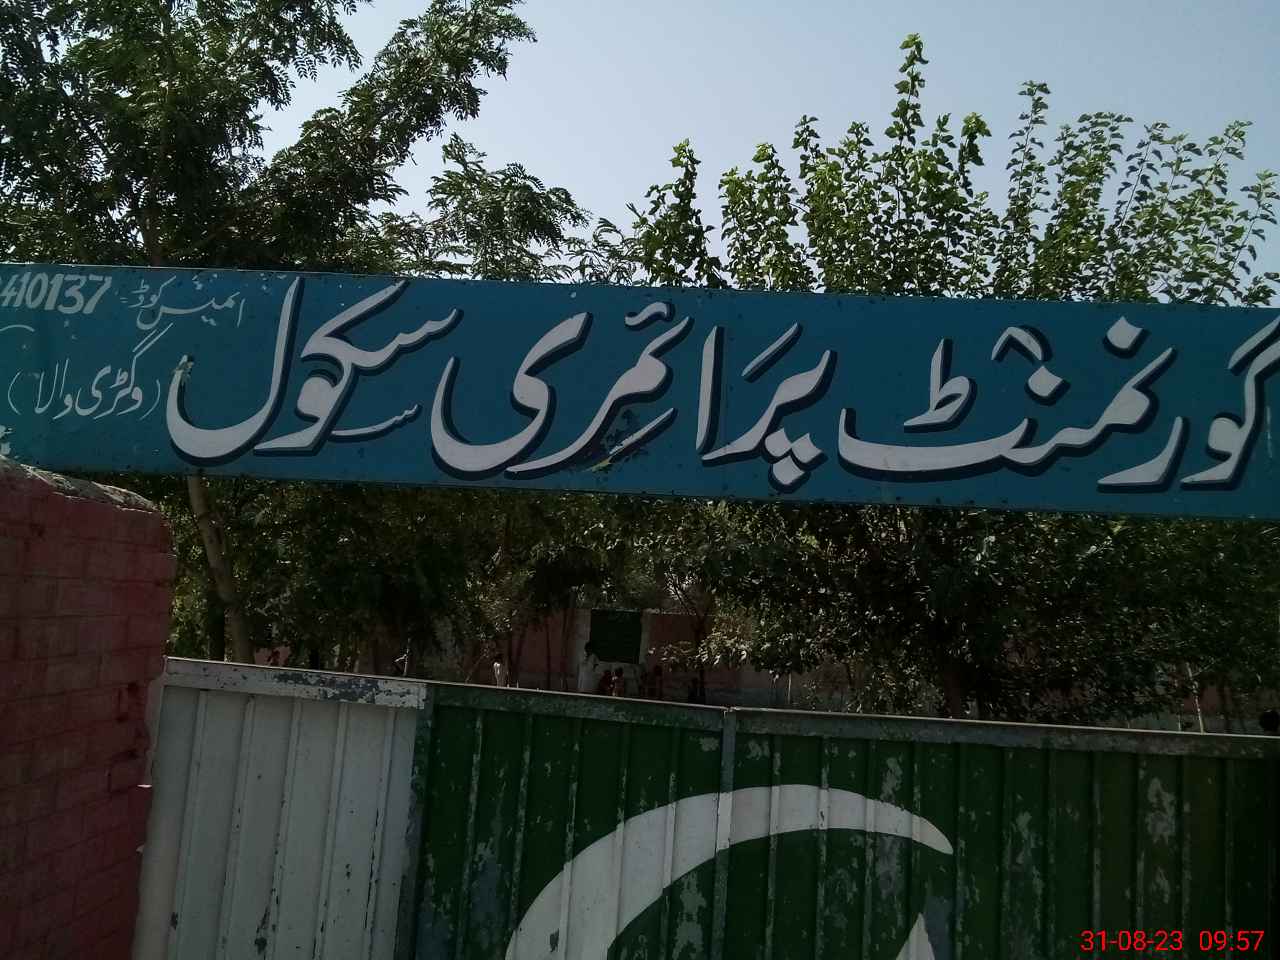 گورنمنٹ پرائمری سکول
ایمیس کوڈ 410137
(وگڑی والا)
31-08-23 09:57